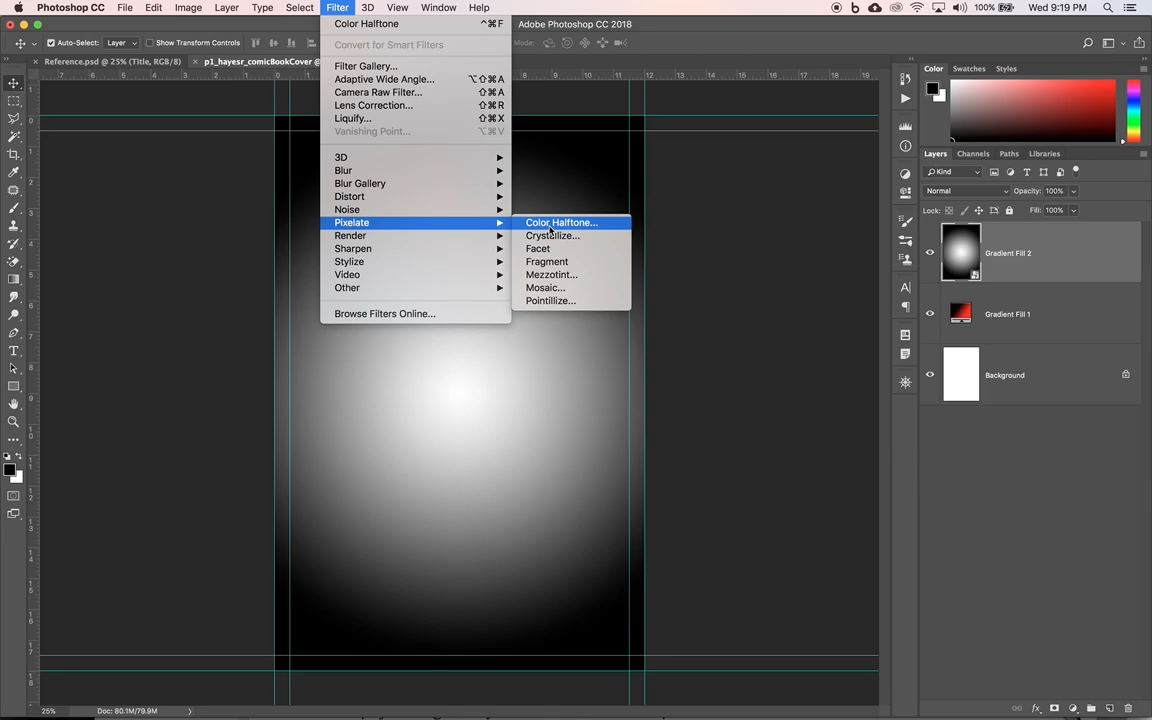 Photoshop CC File Edit Image Layer Type Select Filter 3D View Window Help 100% Wed 9:19 PM
Adobe Photoshop CC 2018
Auto-Select: Layer Show Transform Controls Mode:
Reference.psd @ 25% (Title, RGB/8) p1_hayesr_comicBookCover @
Color Halftone ^⌘F
Convert for Smart Filters
Filter Gallery...
Adaptive Wide Angle... ⌥⇧⌘A
Camera Raw Filter... ⇧⌘A
Lens Correction... ⇧⌘R
Liquify... ⇧⌘X
Vanishing Point... ⌥⌘V
3D
Blur
Blur Gallery
Distort
Noise
Pixelate
Render
Sharpen
Stylize
Video
Other
Browse Filters Online...
Color Halftone...
Crystallize...
Facet
Fragment
Mezzotint...
Mosaic...
Pointillize...
Color Swatches Styles
Layers Channels Paths Libraries
Kind
Normal Opacity: 100%
Lock: Fill: 100%
Gradient Fill 2
Gradient Fill 1
Background
25% Doc: 80.1M/79.9M